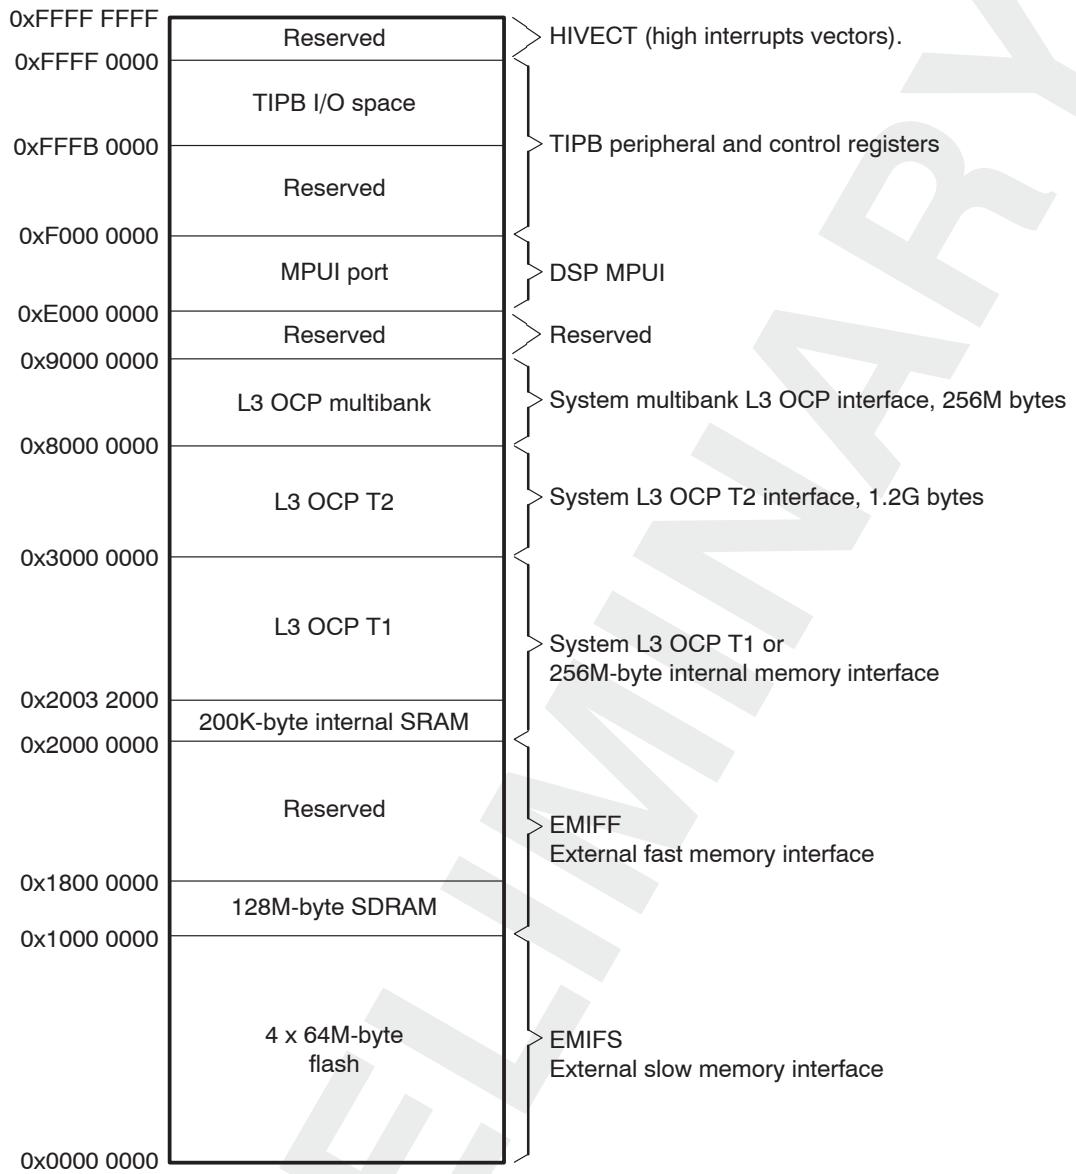 0xFFFF FFFF
Reserved
HIVECT (high interrupts vectors).
0xFFFF 0000
TIPB I/O space
TIPB peripheral and control registers
0xFFFB 0000
Reserved
0xF000 0000
MPUI port
DSP MPUI
0xE000 0000
Reserved
Reserved
0x9000 0000
L3 OCP multibank
System multibank L3 OCP interface, 256M bytes
0x8000 0000
L3 OCP T2
System L3 OCP T2 interface, 1.2G bytes
0x3000 0000
L3 OCP T1
System L3 OCP T1 or
256M-byte internal memory interface
0x2003 2000
200K-byte internal SRAM
0x2000 0000
Reserved
EMIFF
External fast memory interface
0x1800 0000
128M-byte SDRAM
0x1000 0000
4 x 64M-byte
flash
EMIFS
External slow memory interface
0x0000 0000
ELIMINARY